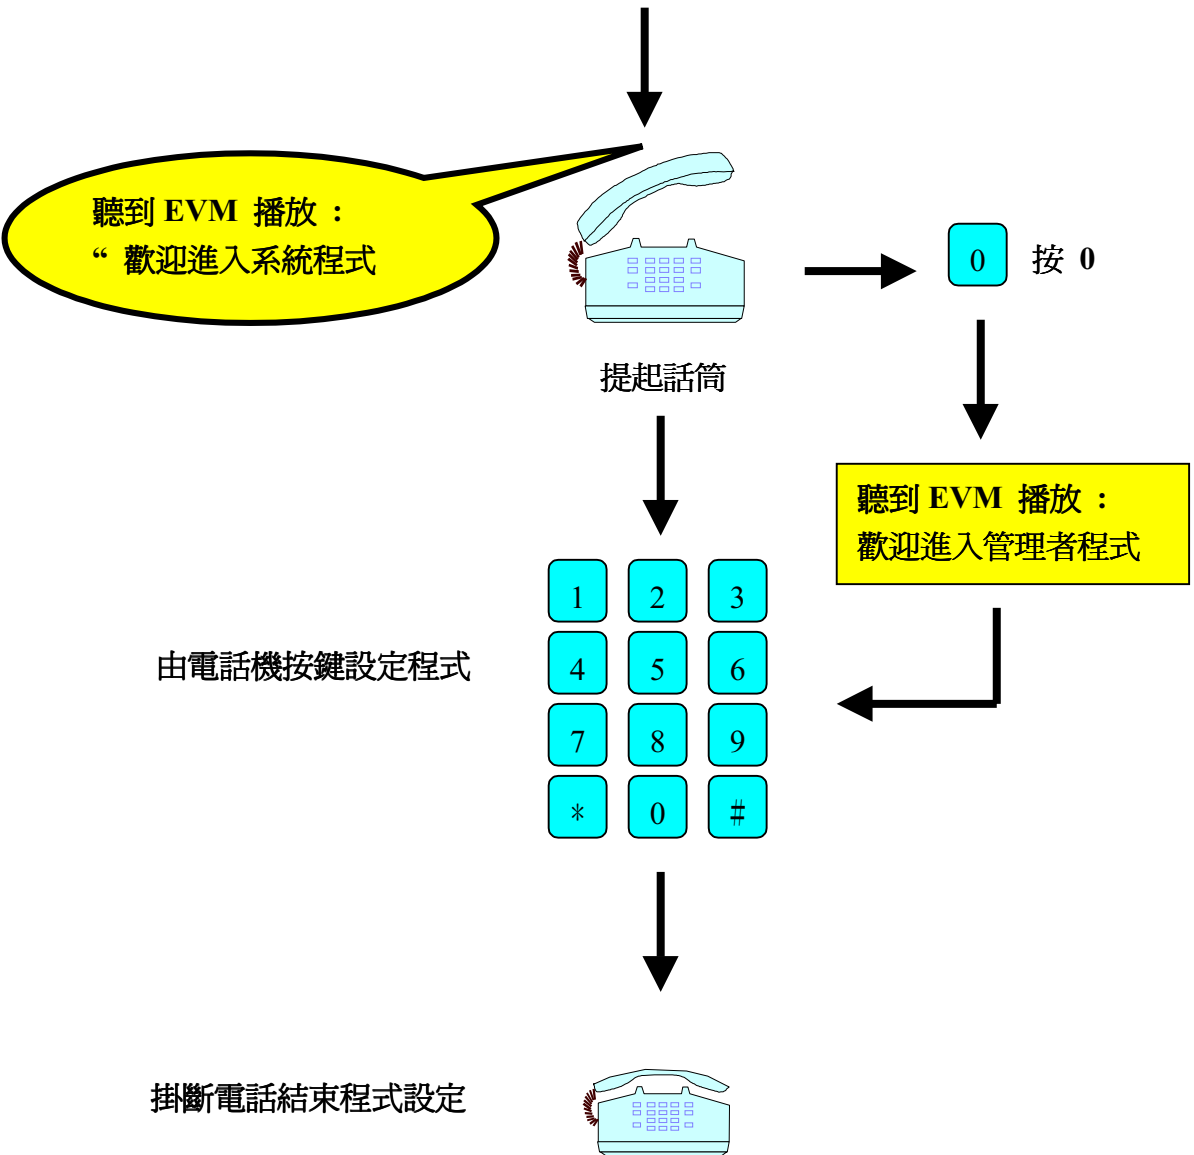 聽到 EVM 播放：
“ 歡迎進入系統程式
0 按 0
提起話筒
聽到 EVM 播放：
歡迎進入管理者程式
1 2 3
由電話機按鍵設定程式
4 5 6
7 8 9
* 0 #
掛斷電話結束程式設定